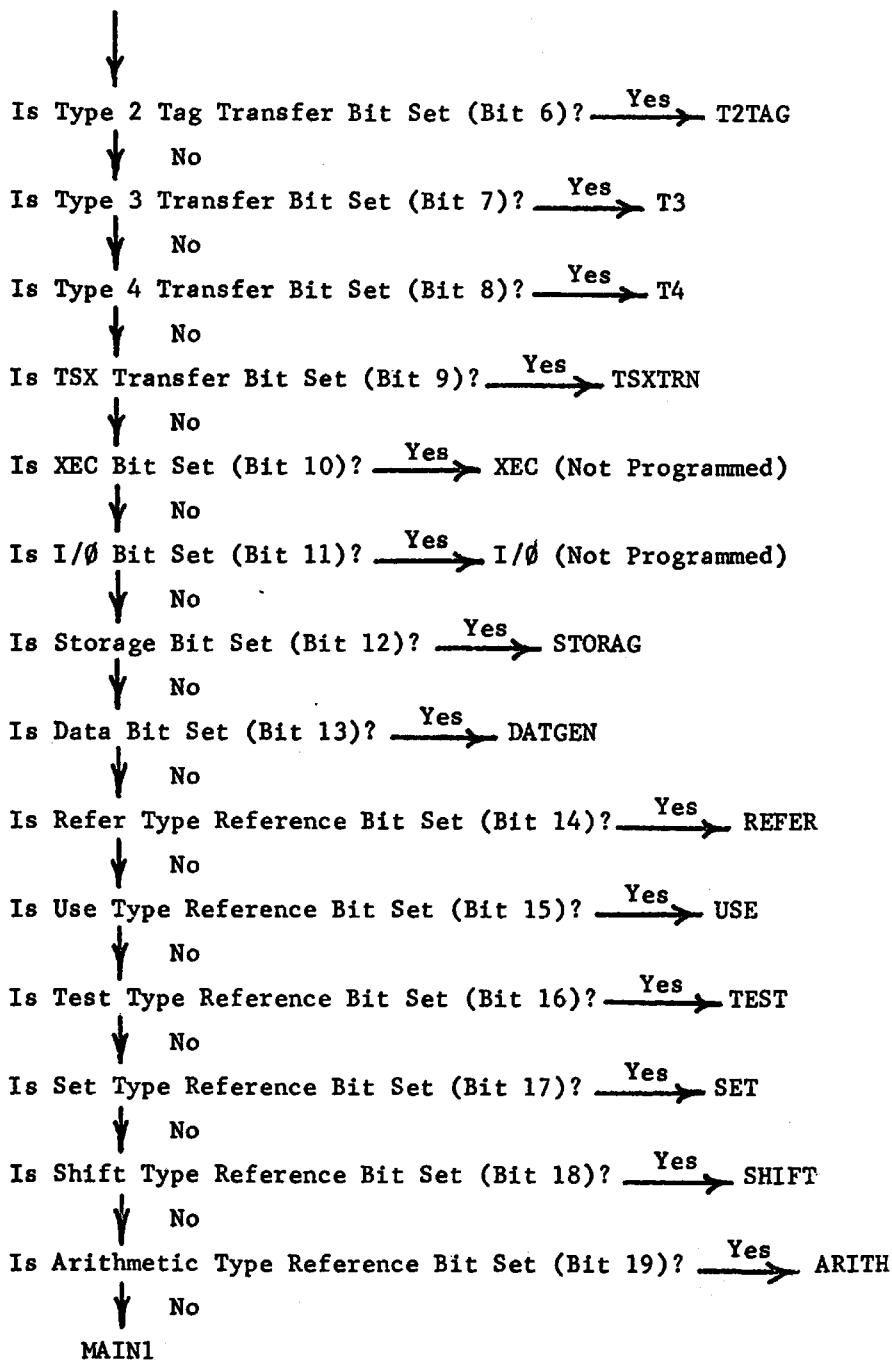 Is Type 2 Tag Transfer Bit Set (Bit 6)? Yes T2TAG
No
Is Type 3 Transfer Bit Set (Bit 7)? Yes T3
No
Is Type 4 Transfer Bit Set (Bit 8)? Yes T4
No
Is TSX Transfer Bit Set (Bit 9)? Yes TSXTRN
No
Is XEC Bit Set (Bit 10)? Yes XEC (Not Programmed)
No
Is I/Ø Bit Set (Bit 11)? Yes I/Ø (Not Programmed)
No
Is Storage Bit Set (Bit 12)? Yes STORAG
No
Is Data Bit Set (Bit 13)? Yes DATGEN
No
Is Refer Type Reference Bit Set (Bit 14)? Yes REFER
No
Is Use Type Reference Bit Set (Bit 15)? Yes USE
No
Is Test Type Reference Bit Set (Bit 16)? Yes TEST
No
Is Set Type Reference Bit Set (Bit 17)? Yes SET
No
Is Shift Type Reference Bit Set (Bit 18)? Yes SHIFT
No
Is Arithmetic Type Reference Bit Set (Bit 19)? Yes ARITH
No
MAIN1